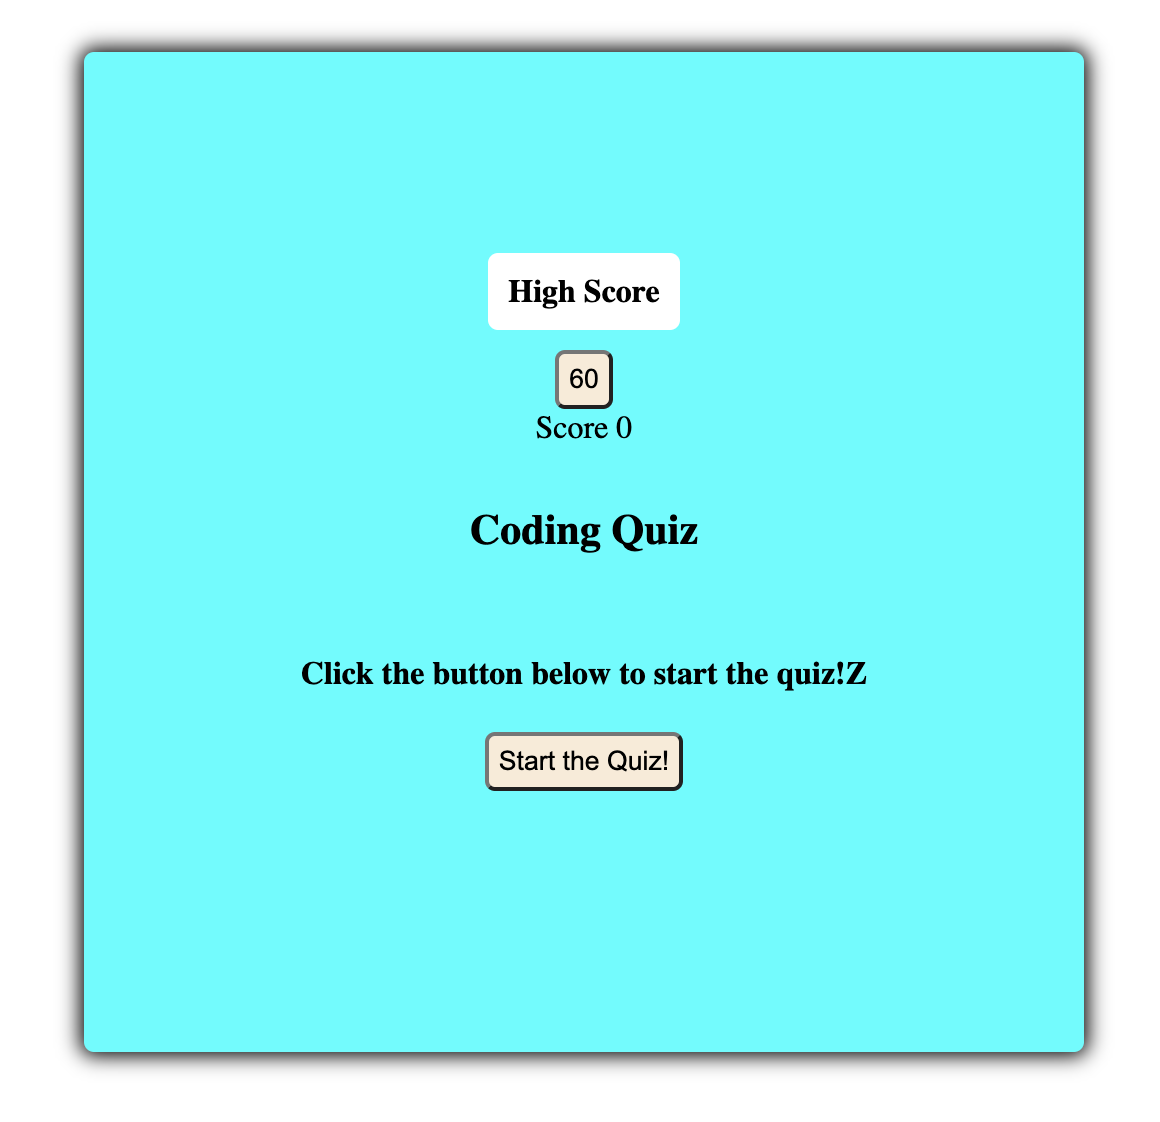 High Score
60
Score 0
Coding Quiz
Click the button below to start the quiz!Z
Start the Quiz!